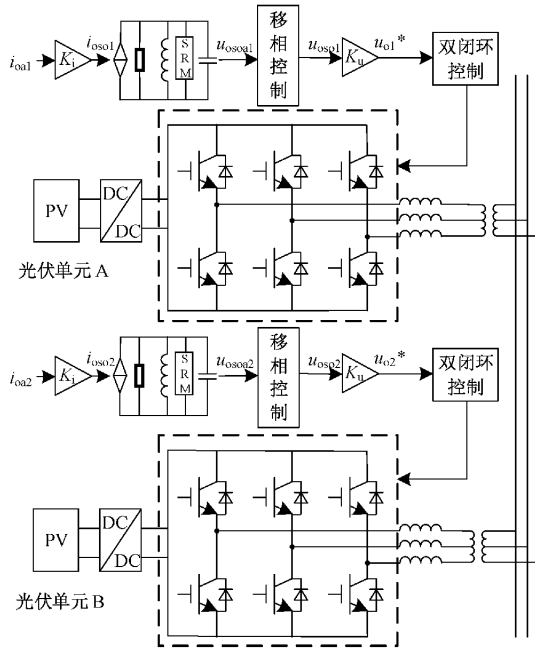 i_oa1
K_i
i_oso1
SRM
u_osoa1
移相控制
u_oso1
K_u
u_o1*
双闭环控制
PV
DC
DC
光伏单元 A
i_oa2
K_i
i_oso2
SRM
u_osoa2
移相控制
u_oso2
K_u
u_o2*
双闭环控制
PV
DC
DC
光伏单元 B